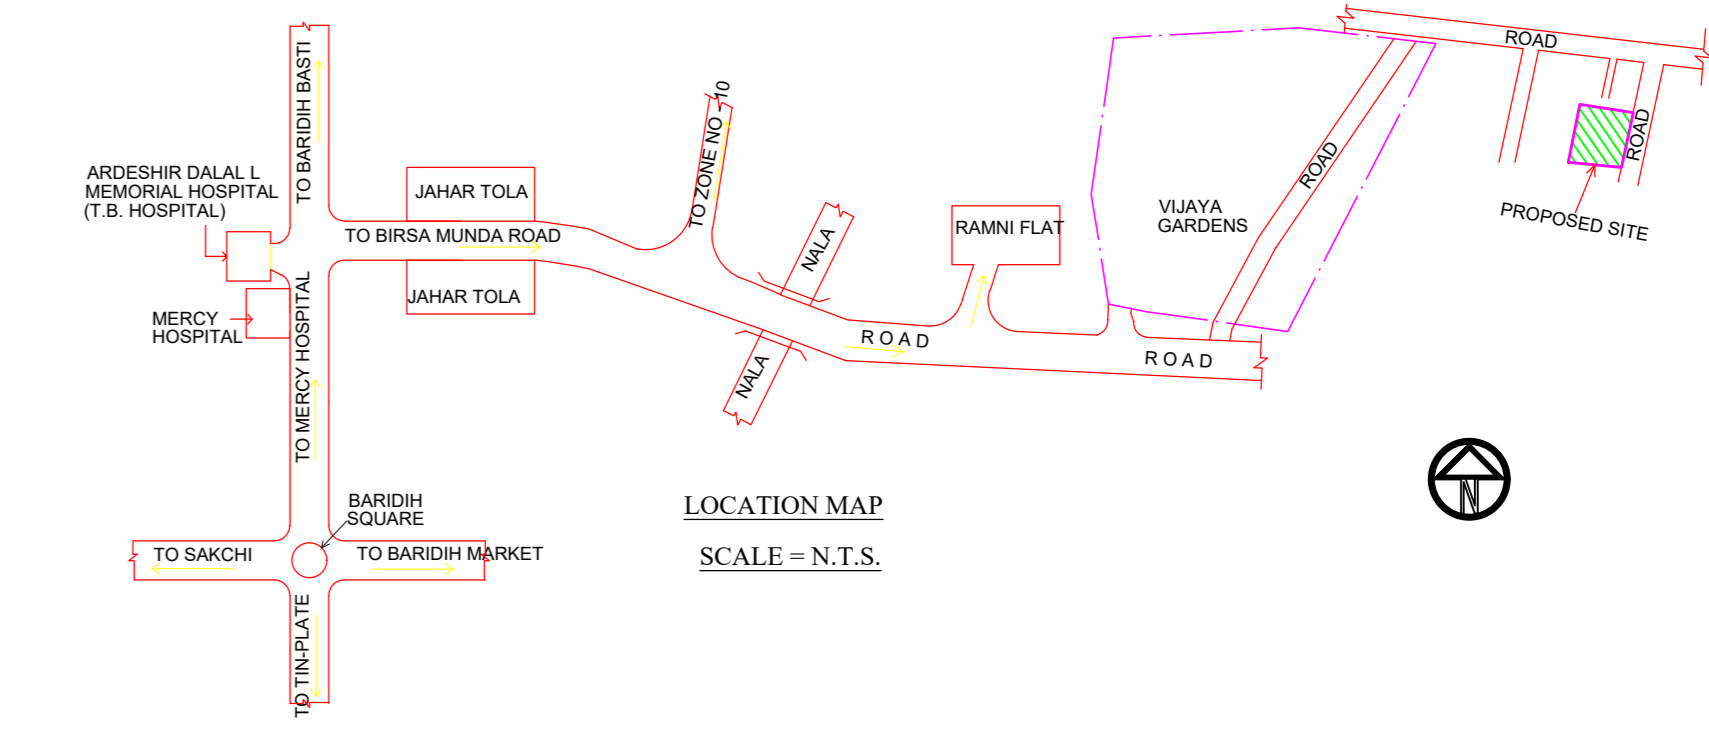 TO BARIDIH BASTI
ARDESHIR DALAL L
MEMORIAL HOSPITAL
(T.B. HOSPITAL)
MERCY
HOSPITAL
TO MERCY HOSPITAL
JAHAR TOLA
TO BIRSA MUNDA ROAD
JAHAR TOLA
TO ZONE NO - 10
NALA
NALA
ROAD
RAMNI FLAT
VIJAYA
GARDENS
ROAD
ROAD
ROAD
ROAD
PROPOSED SITE
BARIDIH
SQUARE
TO SAKCHI
TO BARIDIH MARKET
TO TIN-PLATE
LOCATION MAP
SCALE = N.T.S.
N